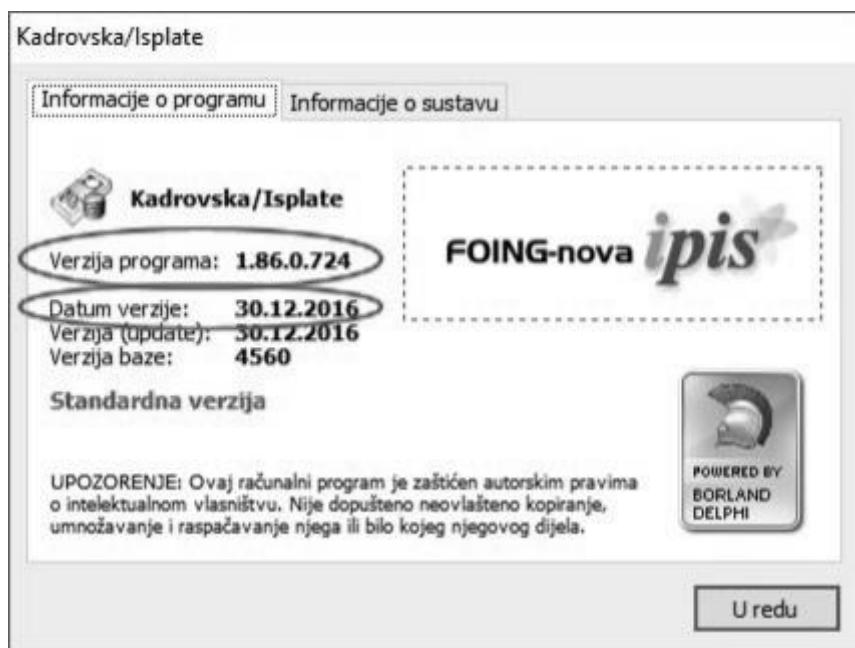 Kadrovska/Isplate
Informacije o programu
Informacije o sustavu
Kadrovska/Isplate
FOING-nova ipis
Verzija programa: 1.86.0.724
Datum verzije: 30.12.2016
Verzija (update): 30.12.2016
Verzija baze: 4560
Standardna verzija
UPOZORENJE: Ovaj računalni program je zaštićen autorskim pravima
o intelektualnom vlasništvu. Nije dopušteno neovlašteno kopiranje,
umnožavanje i raspačavanje njega ili bilo kojeg njegovog dijela.
POWERED BY
BORLAND
DELPHI
U redu